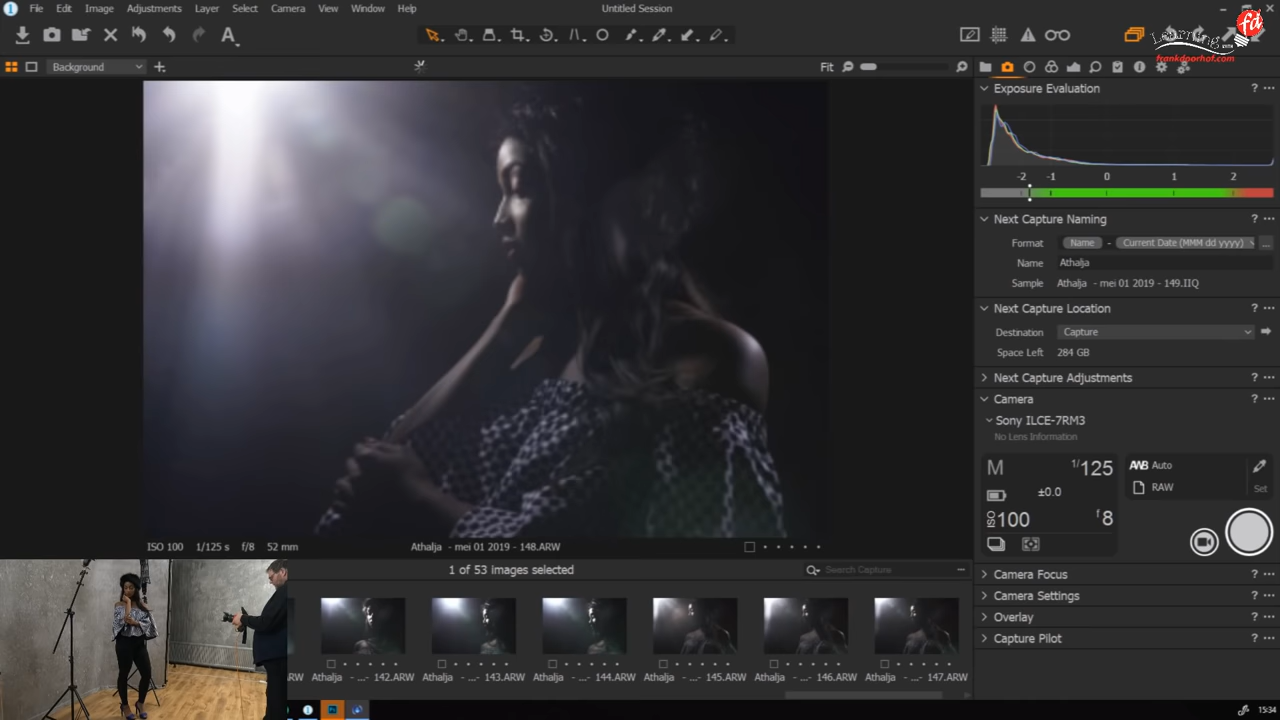 File Edit Image Adjustments Layer Select Camera View Window Help
Untitled Session
Learning
fd
frankdoorhof.com
Background
Fit
Exposure Evaluation ? ...
-2 -1 0 1 2
Next Capture Naming ? ...
Format Name - Current Date (MMM dd yyyy) ...
Name Athalja
Sample Athalja - mei 01 2019 - 149.IIQ
Next Capture Location ? ...
Destination Capture
Space Left 284 GB
Next Capture Adjustments ? ...
Camera ? ...
Sony ILCE-7RM3
No Lens Information
M 1/125
±0.0
ISO 100 f 8
AWB Auto
RAW
Set
Camera Focus ? ...
Camera Settings ? ...
Overlay ? ...
Capture Pilot ? ...
ISO 100 1/125 s f/8 52 mm
Athalja - mei 01 2019 - 148.ARW
1 of 53 images selected
Search Capture
RW
Athalja - ...- 142.ARW
Athalja - ...- 143.ARW
Athalja - ...- 144.ARW
Athalja - ...- 145.ARW
Athalja - ...- 146.ARW
Athalja - ...- 147.ARW
15:34